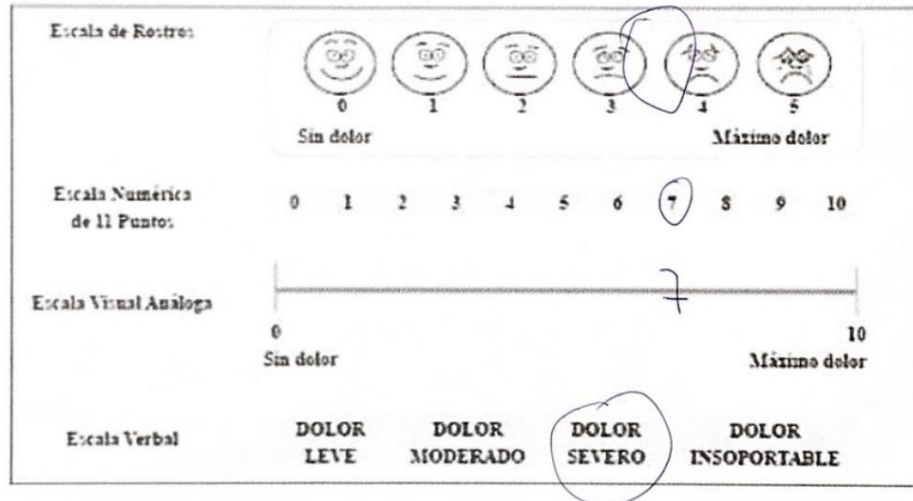 Escala de Rostros
0 1 2 3 4 5
Sin dolor Máximo dolor
Escala Numérica
de 11 Puntos
0 1 2 3 4 5 6 7 8 9 10
Escala Visual Análoga
7
0 10
Sin dolor Máximo dolor
Escala Verbal
DOLOR LEVE DOLOR MODERADO DOLOR SEVERO DOLOR INSOPORTABLE